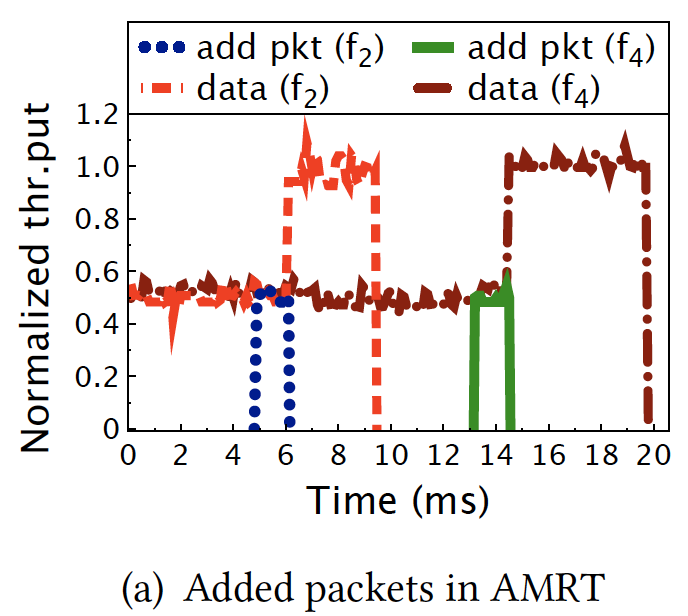 add pkt (f2) add pkt (f4)
data (f2) data (f4)
Normalized thr.put
1.2
1.0
0.8
0.6
0.4
0.2
0
0 2 4 6 8 10 12 14 16 18 20
Time (ms)
(a) Added packets in AMRT